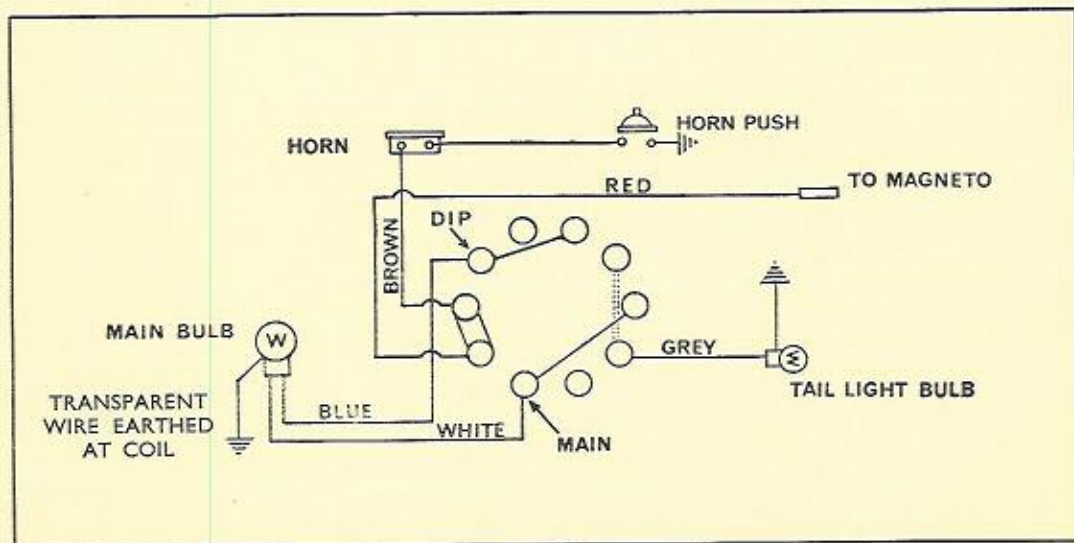 HORN
HORN PUSH
RED
TO MAGNETO
DIP
BROWN
MAIN BULB
W
GREY
W
TAIL LIGHT BULB
TRANSPARENT
WIRE EARTHED
AT COIL
BLUE
WHITE
MAIN